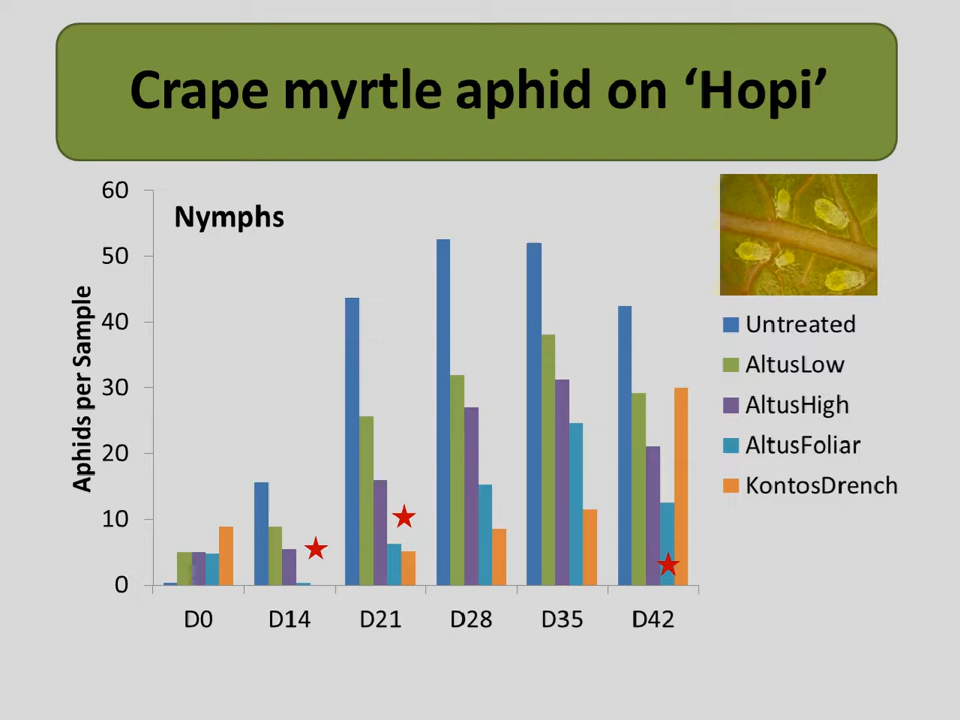 Crape myrtle aphid on ‘Hopi’
60
Nymphs
50
40
30
20
10
0
Aphids per Sample
D0 D14 D21 D28 D35 D42
Untreated
AltusLow
AltusHigh
AltusFoliar
KontosDrench